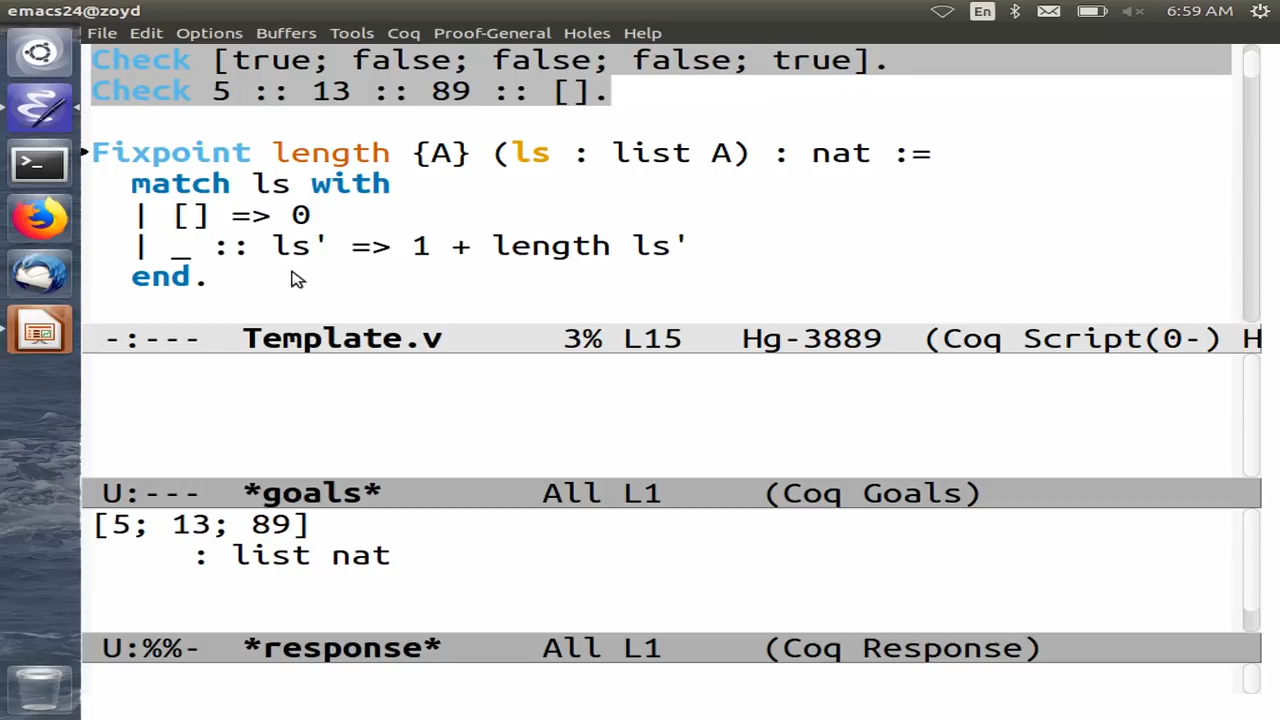 emacs24@zoyd En 6:59 AM
File Edit Options Buffers Tools Coq Proof-General Holes Help
Check [true; false; false; false; true].
Check 5 :: 13 :: 89 :: [].
Fixpoint length {A} (ls : list A) : nat :=
match ls with
| [] => 0
| _ :: ls' => 1 + length ls'
end.
-:--- Template.v 3% L15 Hg-3889 (Coq Script(0-) H
U:--- *goals* All L1 (Coq Goals)
[5; 13; 89]
: list nat
U:%%- *response* All L1 (Coq Response)